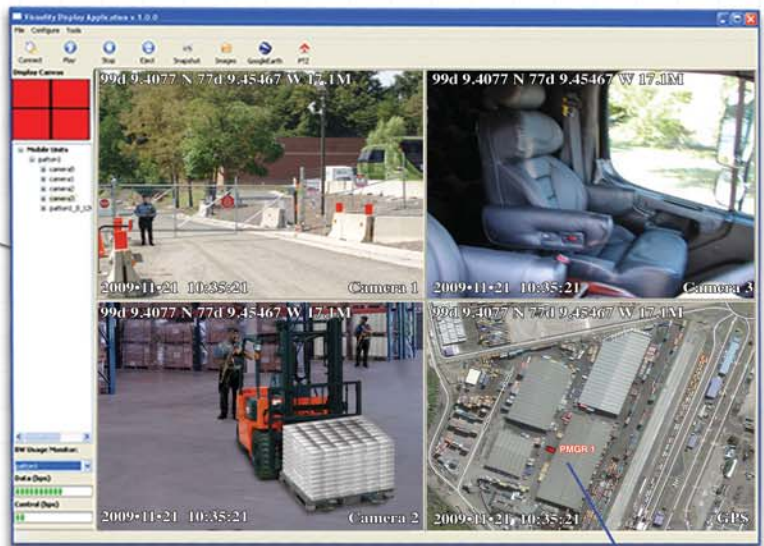 Visuality Display Application v.1.0.0
File Configure Tools
Connect Play Stop Eject Snapshot Images GoogleEarth PTZ
Display Canvas
Mobile Units
patton1
camera0
camera1
camera2
camera3
BW Usage Monitor:
patton1
Data (bps)
Control (bps)
99d 9.4077 N 77d 9.45467 W 17.1M
2009•11•21 10:35:21 Camera 1
99d 9.4077 N 77d 9.45467 W 17.1M
2009•11•21 10:35:21 Camera 3
99d 9.4077 N 77d 9.45467 W 17.1M
2009•11•21 10:35:21 Camera 2
99d 9.4077 N 77d 9.45467 W 17.1M
PMGR 1
2009•11•21 10:35:21 GPS